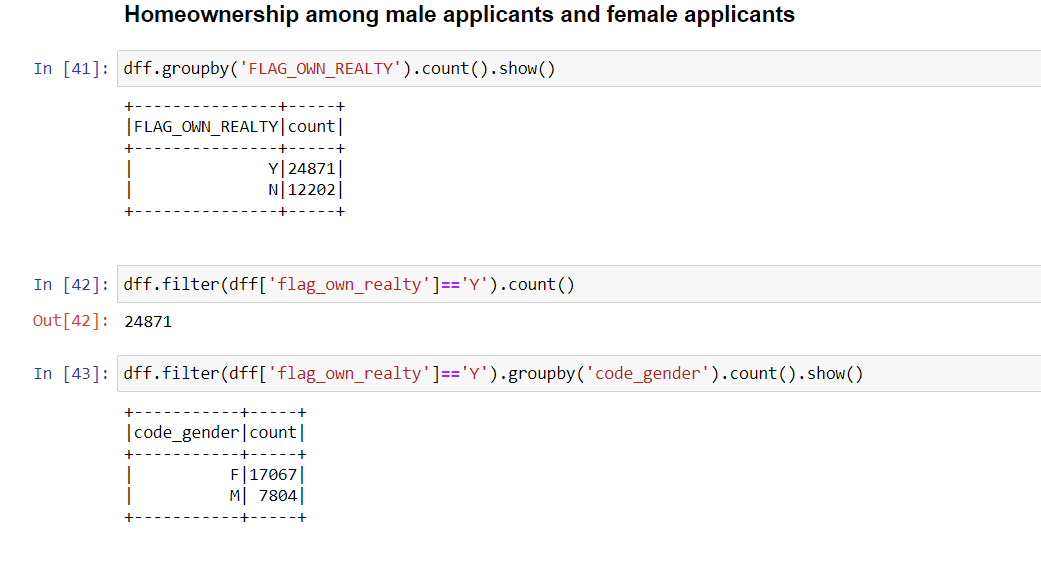 Homeownership among male applicants and female applicants
In [41]: dff.groupby('FLAG_OWN_REALTY').count().show()
+---------------+-----+
|FLAG_OWN_REALTY|count|
+---------------+-----+
|              Y|24871|
|              N|12202|
+---------------+-----+
In [42]: dff.filter(dff['flag_own_realty']=='Y').count()
Out[42]: 24871
In [43]: dff.filter(dff['flag_own_realty']=='Y').groupby('code_gender').count().show()
+-----------+-----+
|code_gender|count|
+-----------+-----+
|          F|17067|
|          M| 7804|
+-----------+-----+